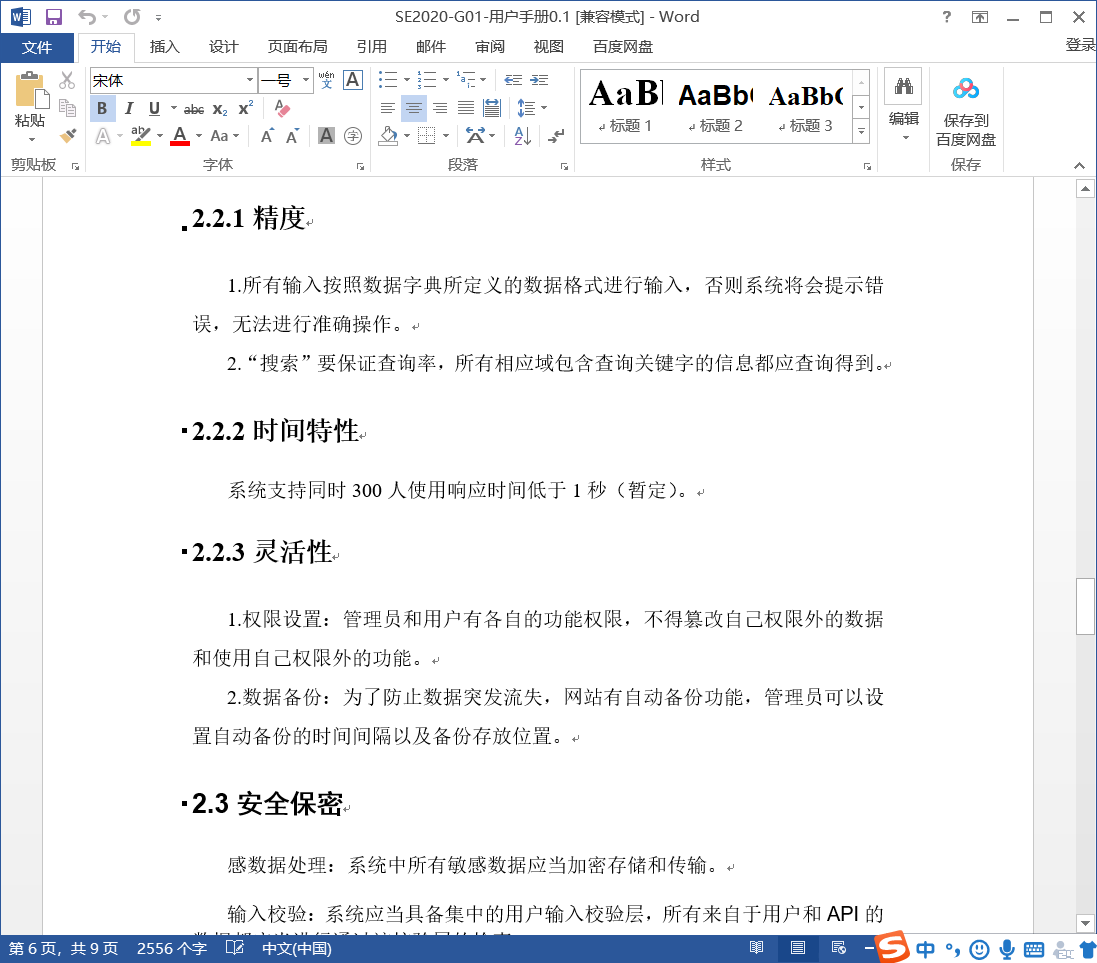 SE2020-G01-用户手册0.1 [兼容模式] - Word
文件 开始 插入 设计 页面布局 引用 邮件 审阅 视图 百度网盘 登录
粘贴
宋体 一号 wén 文 A
B I U abc X₂ X² 
A ab A Aa A A A 字
AaBl AaBb( AaBb(
标题 1 标题 2 标题 3
编辑
保存到
百度网盘
剪贴板 字体 段落 样式 保存
2.2.1 精度
1.所有输入按照数据字典所定义的数据格式进行输入，否则系统将会提示错
误，无法进行准确操作。
2.“搜索”要保证查询率，所有相应域包含查询关键字的信息都应查询得到。
2.2.2 时间特性
系统支持同时 300 人使用响应时间低于 1 秒（暂定）。
2.2.3 灵活性
1.权限设置：管理员和用户有各自的功能权限，不得篡改自己权限外的数据
和使用自己权限外的功能。
2.数据备份：为了防止数据突发流失，网站有自动备份功能，管理员可以设
置自动备份的时间间隔以及备份存放位置。
2.3 安全保密
感数据处理：系统中所有敏感数据应当加密存储和传输。
输入校验：系统应当具备集中的用户输入校验层，所有来自于用户和 API 的
第 6 页，共 9 页 2556 个字 中文(中国) S 中